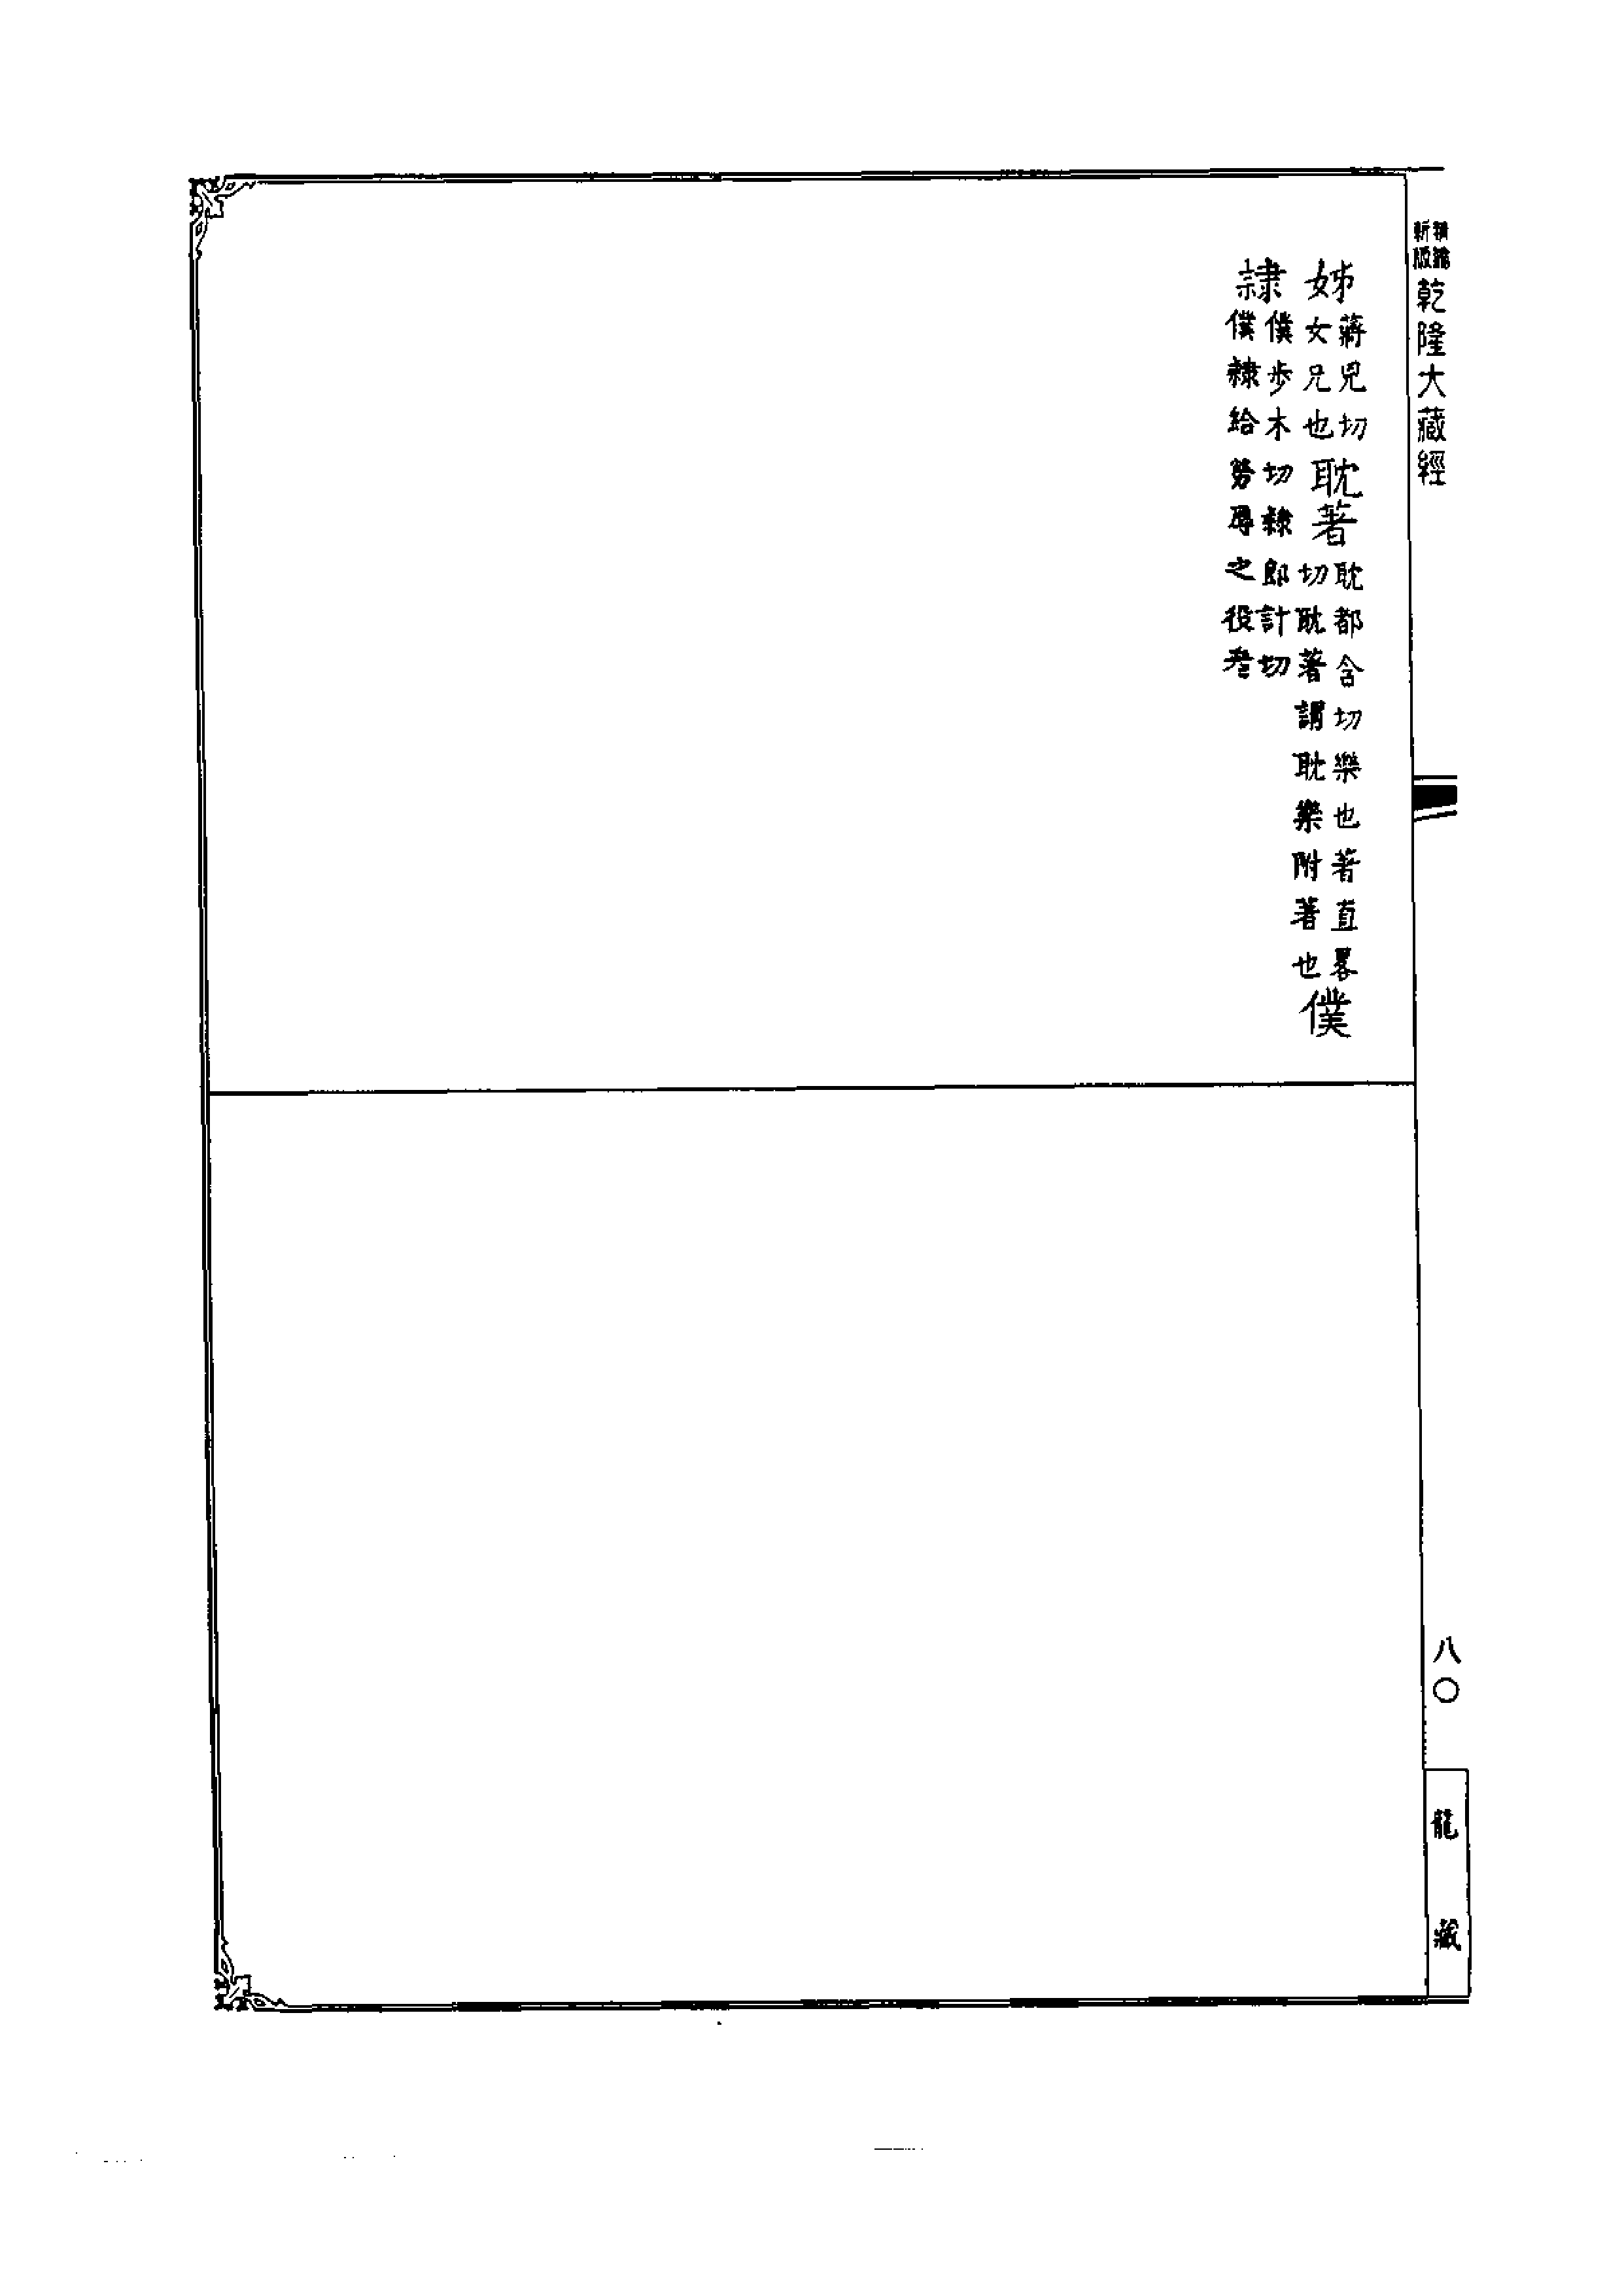 精縮
新版
乾隆大藏經
姊蔣兕切
女兄也耽著耽都含切樂也著直畧
切耽著謂耽樂附著也僕
隷僕步木切隷郎計切
僕隷給勞辱之役者
八〇
龍藏